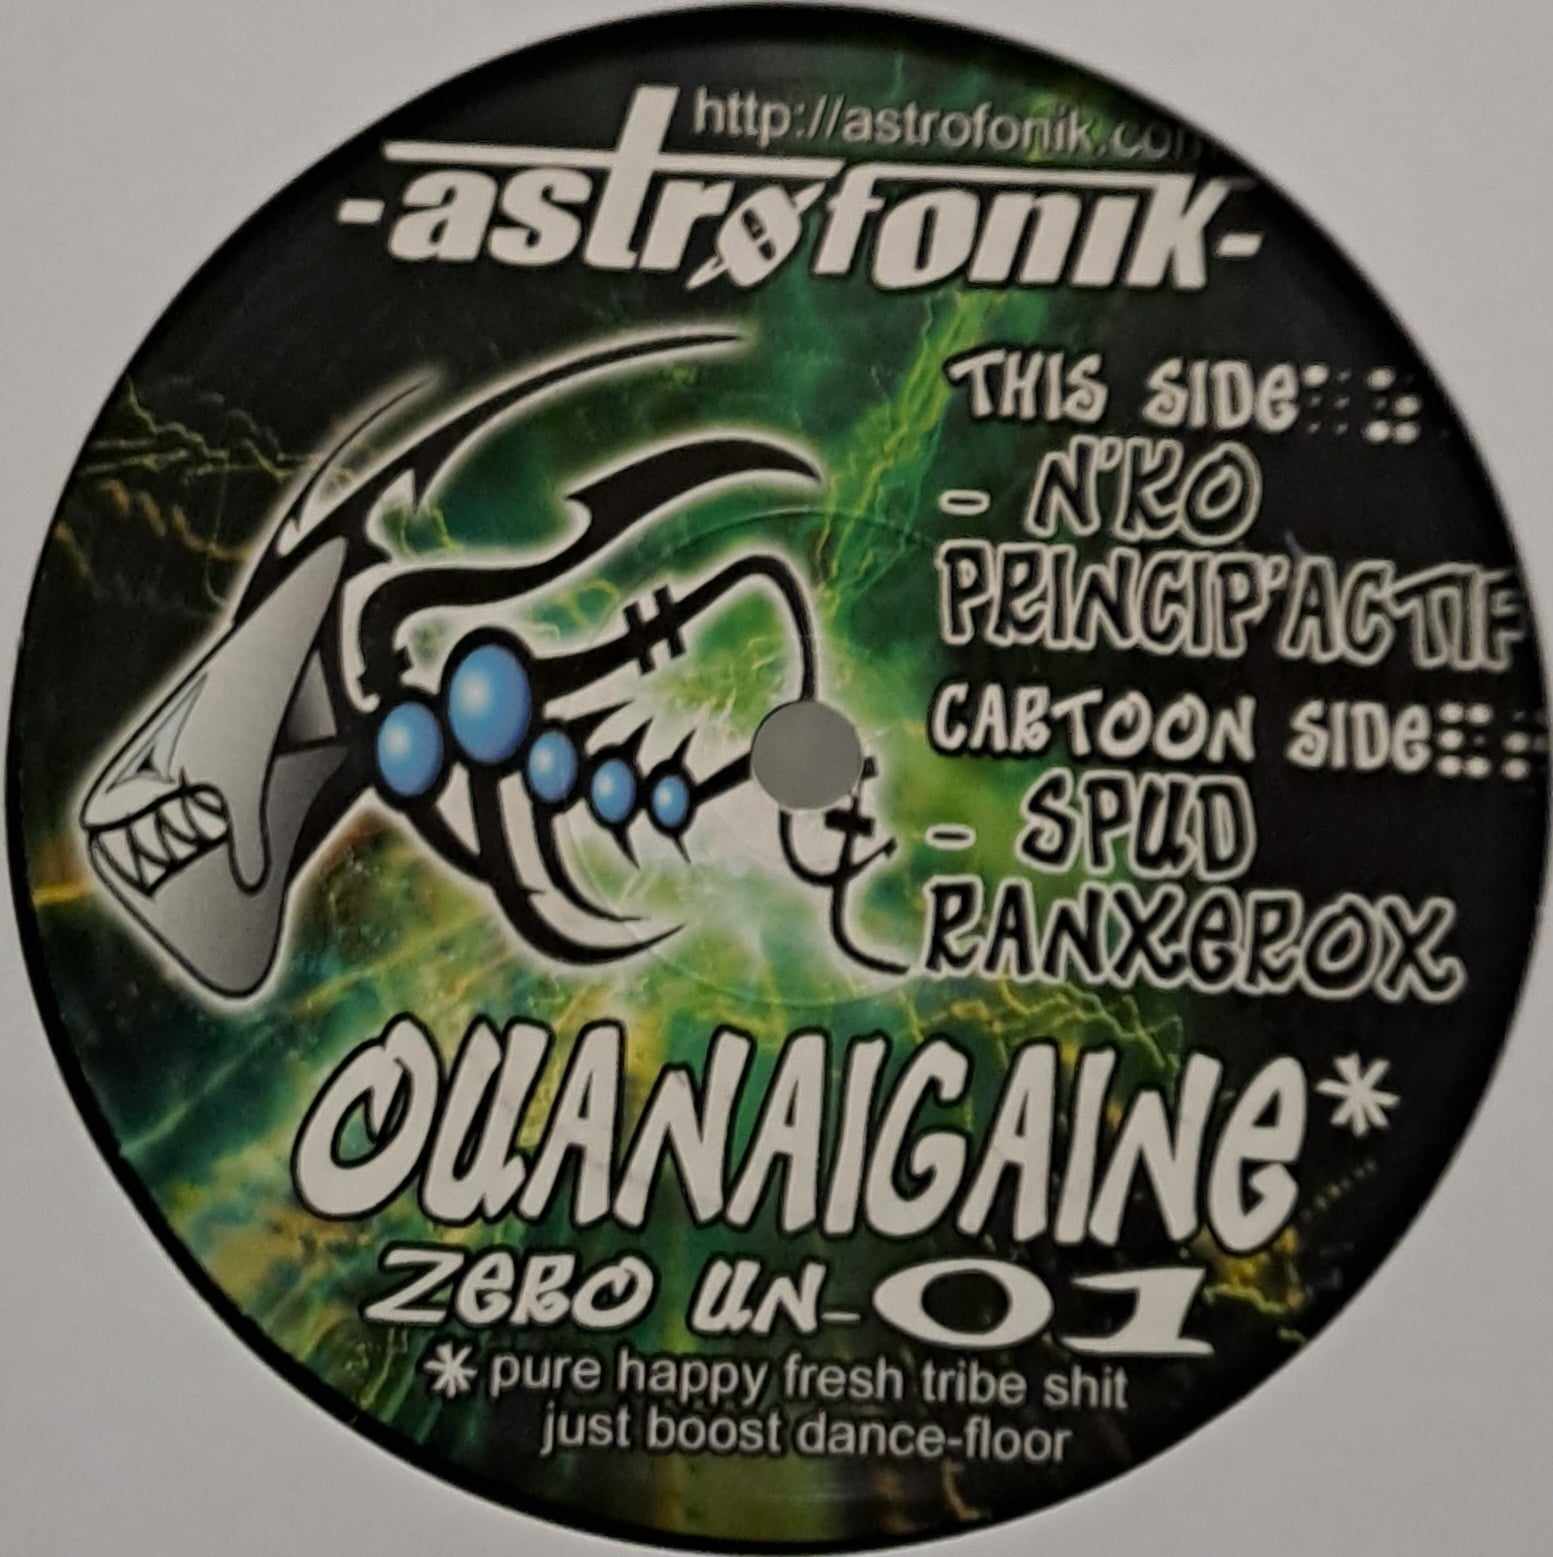 http://astrofonik.com
-astrofonik-
THIS SIDE
- N'KO
PRINCIP'ACTIF
CARTOON SIDE
- SPUD
RANXEROX
OUANAIGAINE*
ZERO UN-01
* pure happy fresh tribe shit
just boost dance-floor